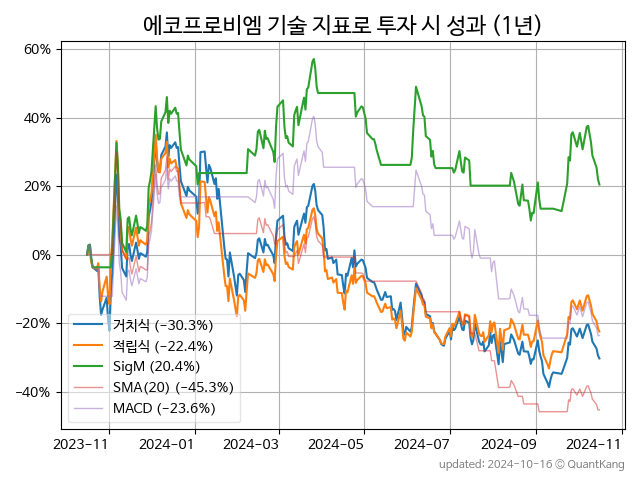 에코프로비엠 기술 지표로 투자 시 성과 (1년)
60%
40%
20%
0%
−20%
−40%
거치식 (−30.3%)
적립식 (−22.4%)
SigM (20.4%)
SMA(20) (−45.3%)
MACD (−23.6%)
2023-11 2024-01 2024-03 2024-05 2024-07 2024-09 2024-11
updated: 2024-10-16 © QuantKang